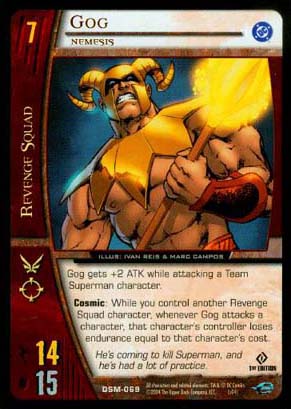 7
Gog
Nemesis
Revenge Squad
Illus: Ivan Reis & Marc Campos
Gog gets +2 ATK while attacking a Team
Superman character.
Cosmic: While you control another Revenge
Squad character, whenever Gog attacks a
character, that character's controller loses
endurance equal to that character's cost.
He's coming to kill Superman, and
he's had a lot of practice.
14
15
1st Edition
DSM-069